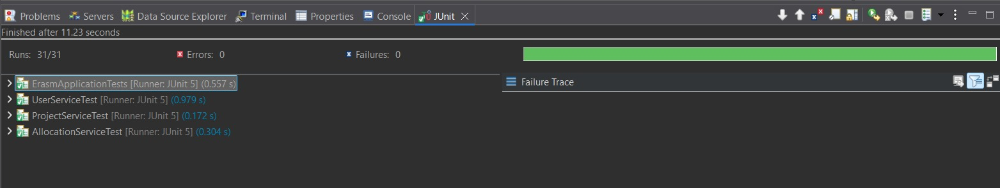 Problems Servers Data Source Explorer Terminal Properties Console JUnit
Finished after 11.23 seconds
Runs: 31/31 Errors: 0 Failures: 0
ErasmApplicationTests [Runner: JUnit 5] (0.557 s)
Failure Trace
UserServiceTest [Runner: JUnit 5] (0.979 s)
ProjectServiceTest [Runner: JUnit 5] (0.172 s)
AllocationServiceTest [Runner: JUnit 5] (0.304 s)